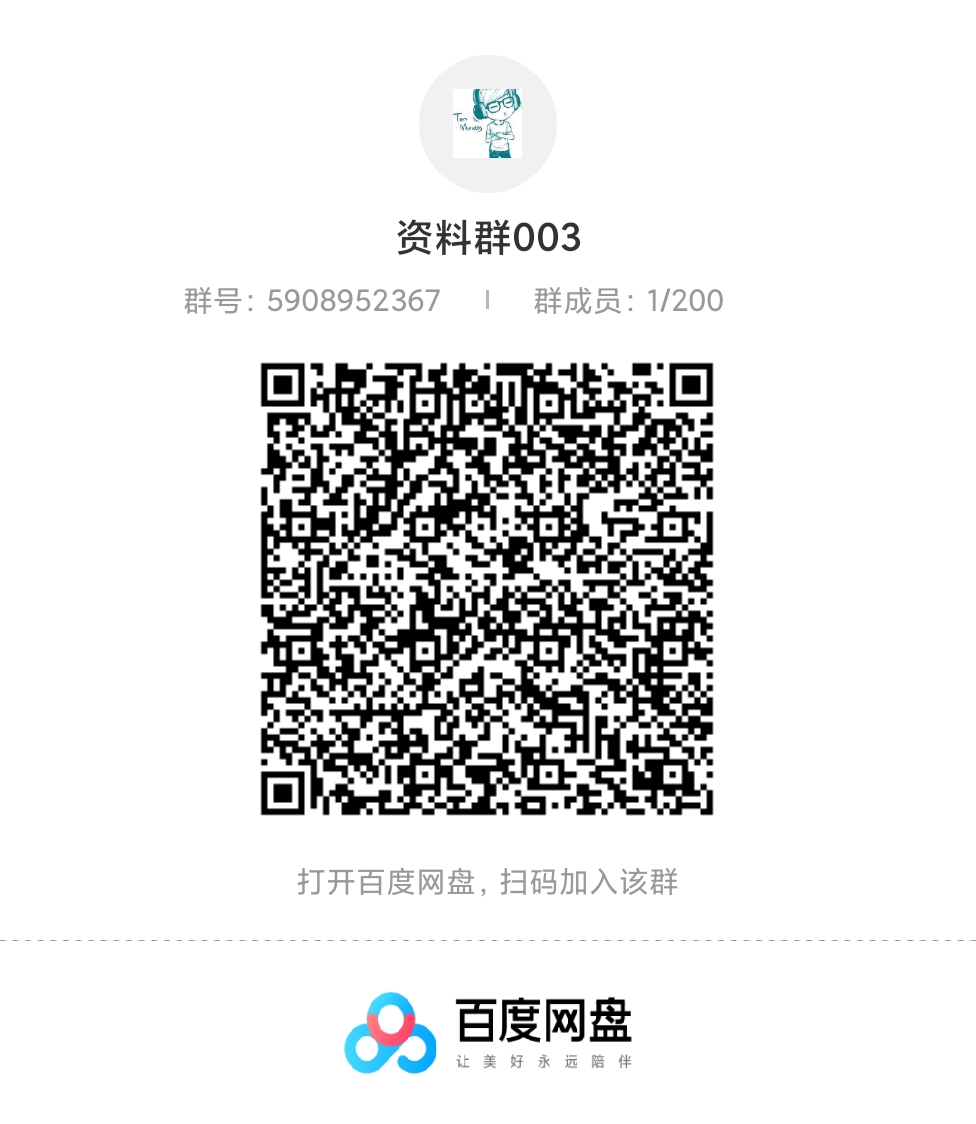 资料群003
群号: 5908952367 | 群成员: 1/200
打开百度网盘, 扫码加入该群
百度网盘
让美好永远陪伴